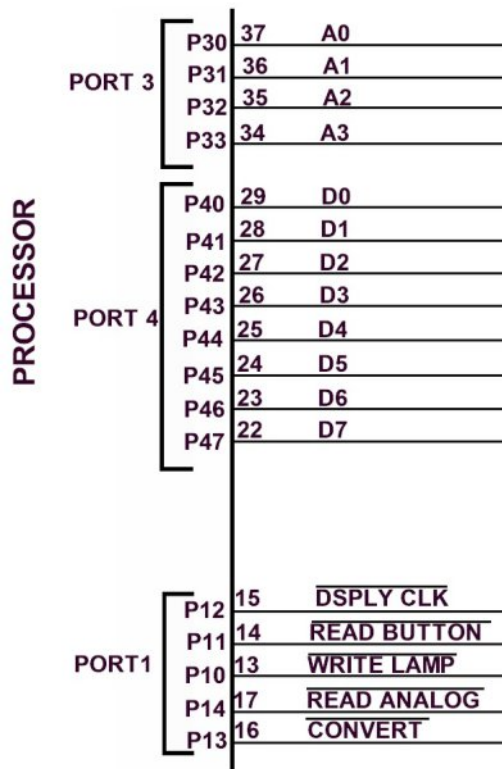 PROCESSOR
PORT 3
P30 37 A0
P31 36 A1
P32 35 A2
P33 34 A3
PORT 4
P40 29 D0
P41 28 D1
P42 27 D2
P43 26 D3
P44 25 D4
P45 24 D5
P46 23 D6
P47 22 D7
PORT1
P12 15 DSPLY CLK
P11 14 READ BUTTON
P10 13 WRITE LAMP
P14 17 READ ANALOG
P13 16 CONVERT